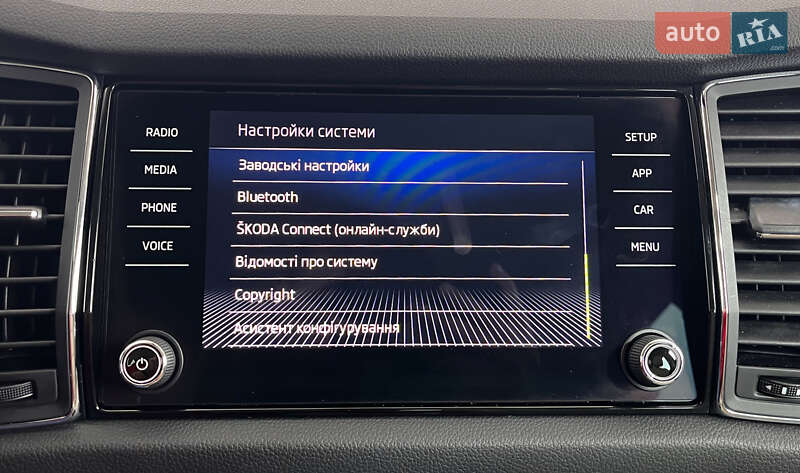 auto RIA
RADIO
MEDIA
PHONE
VOICE
Настройки системи
Заводські настройки
Bluetooth
ŠKODA Connect (онлайн-служби)
Відомості про систему
Copyright
Асистент конфігурування
SETUP
APP
CAR
MENU